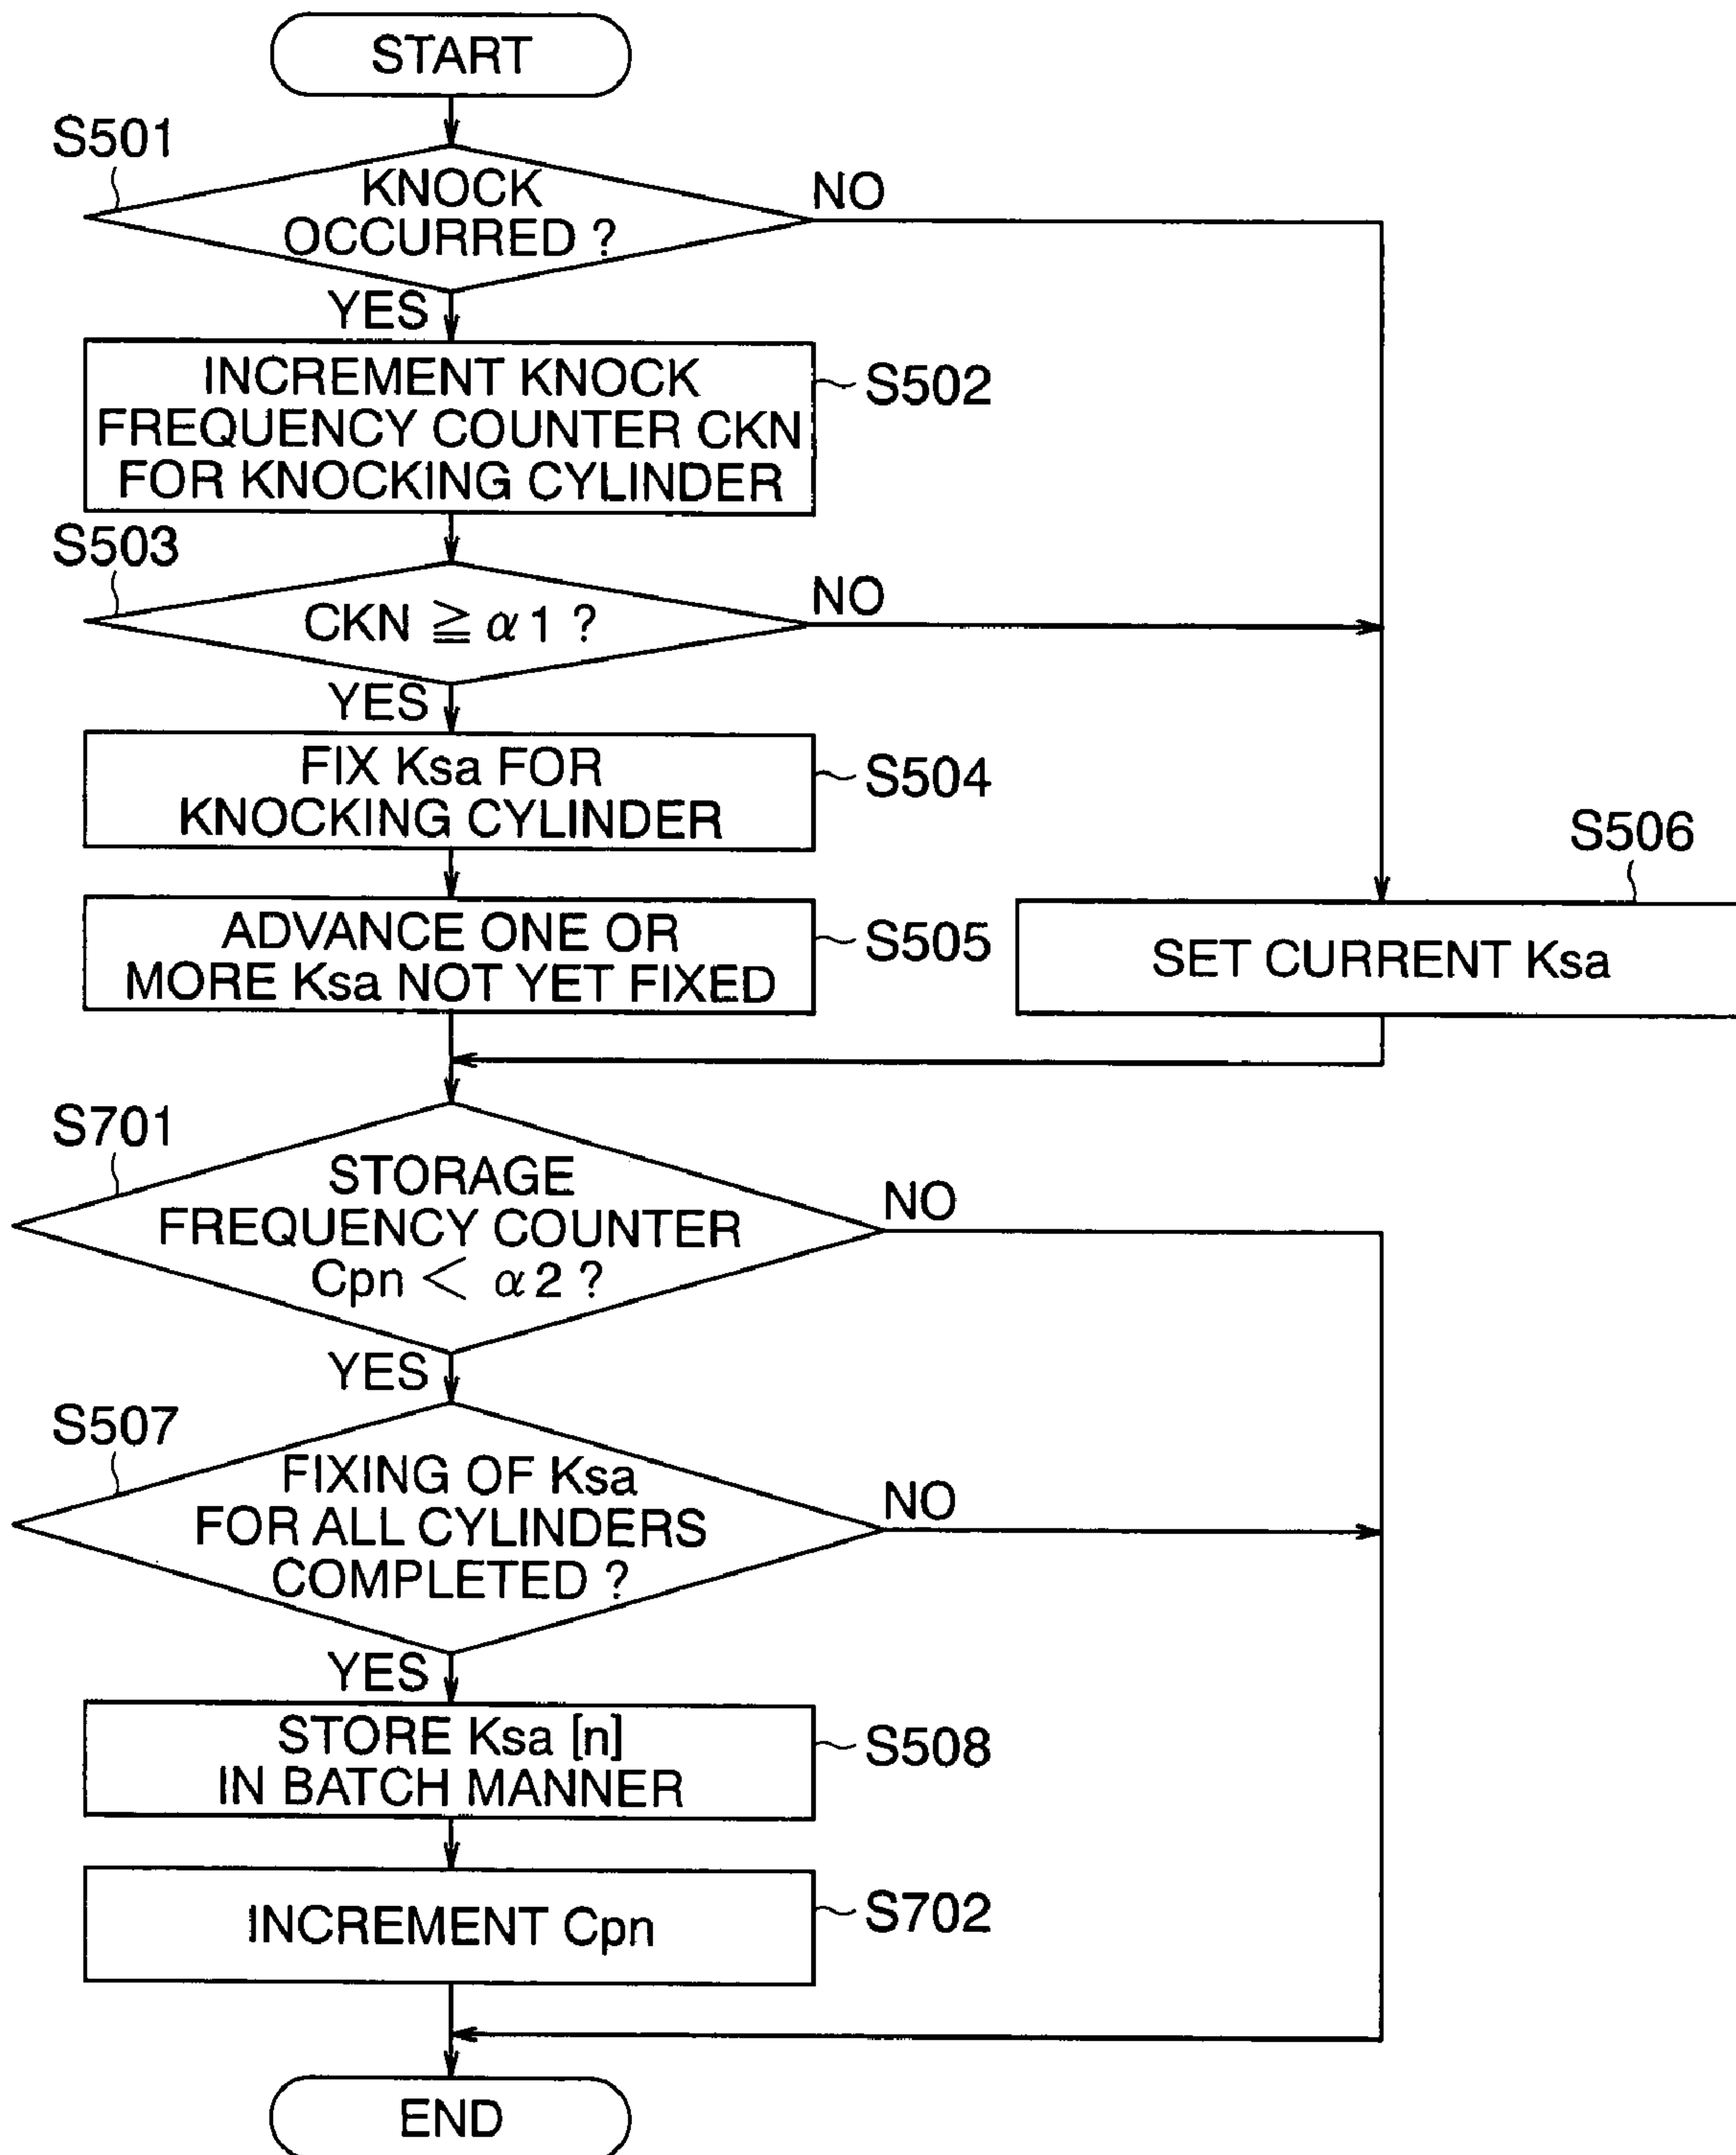 START
S501
KNOCK
OCCURRED ?
NO
YES
INCREMENT KNOCK
FREQUENCY COUNTER CKN
FOR KNOCKING CYLINDER
S502
S503
CKN ≧ α1 ?
NO
YES
FIX Ksa FOR
KNOCKING CYLINDER
S504
ADVANCE ONE OR
MORE Ksa NOT YET FIXED
S505
S506
SET CURRENT Ksa
S701
STORAGE
FREQUENCY COUNTER
Cpn < α2 ?
NO
YES
S507
FIXING OF Ksa
FOR ALL CYLINDERS
COMPLETED ?
NO
YES
STORE Ksa [n]
IN BATCH MANNER
S508
INCREMENT Cpn
S702
END